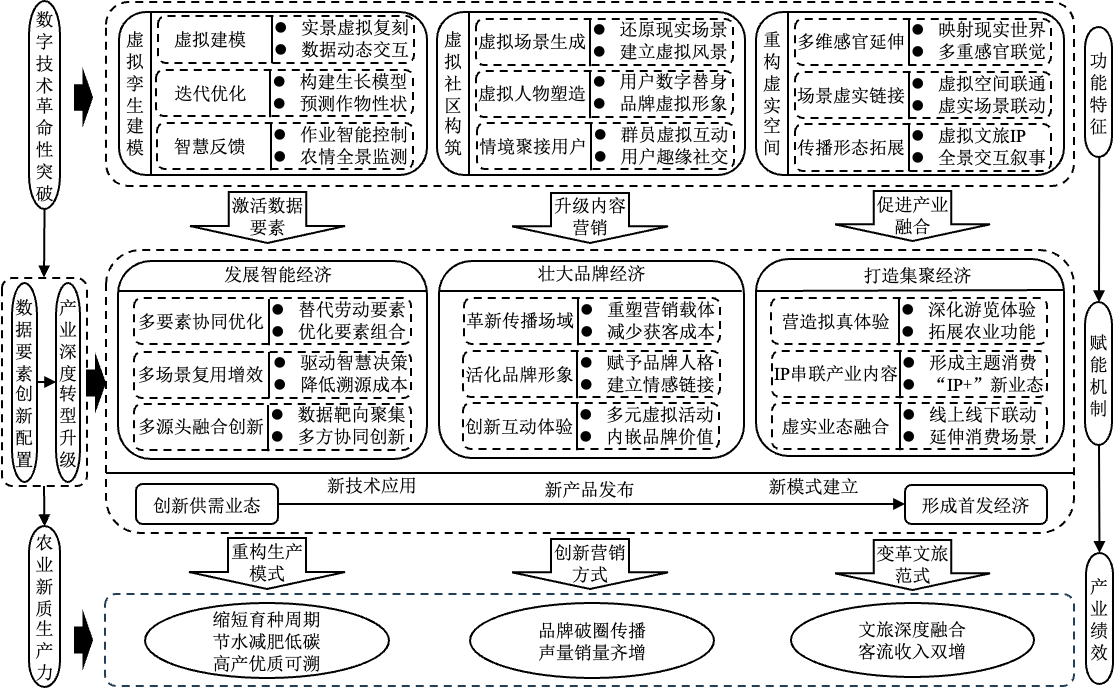 数字技术革命性突破
虚拟孪生建模
虚拟建模
实景虚拟复刻
数据动态交互
迭代优化
构建生长模型
预测作物性状
智慧反馈
作业智能控制
农情全景监测
虚拟社区构筑
虚拟场景生成
还原现实场景
建立虚拟风景
虚拟人物塑造
用户数字替身
品牌虚拟形象
情境聚接用户
群员虚拟互动
用户趣缘社交
重构虚实空间
多维感官延伸
映射现实世界
多重感官联觉
场景虚实链接
虚拟空间联通
虚实场景联动
传播形态拓展
虚拟文旅IP
全景交互叙事
功能特征
激活数据
要素
升级内容
营销
促进产业
融合
数据要素创新配置
产业深度转型升级
发展智能经济
多要素协同优化
替代劳动要素
优化要素组合
多场景复用增效
驱动智慧决策
降低溯源成本
多源头融合创新
数据靶向聚集
多方协同创新
壮大品牌经济
革新传播场域
重塑营销载体
减少获客成本
活化品牌形象
赋予品牌人格
建立情感链接
创新互动体验
多元虚拟活动
内嵌品牌价值
打造集聚经济
营造拟真体验
深化游览体验
拓展农业功能
IP串联产业内容
形成主题消费
“IP+”新业态
虚实业态融合
线上线下联动
延伸消费场景
赋能机制
创新供需业态
新技术应用
新产品发布
新模式建立
形成首发经济
重构生产
模式
创新营销
方式
变革文旅
范式
农业新质生产力
缩短育种周期
节水减肥低碳
高产优质可溯
品牌破圈传播
声量销量齐增
文旅深度融合
客流收入双增
产业绩效